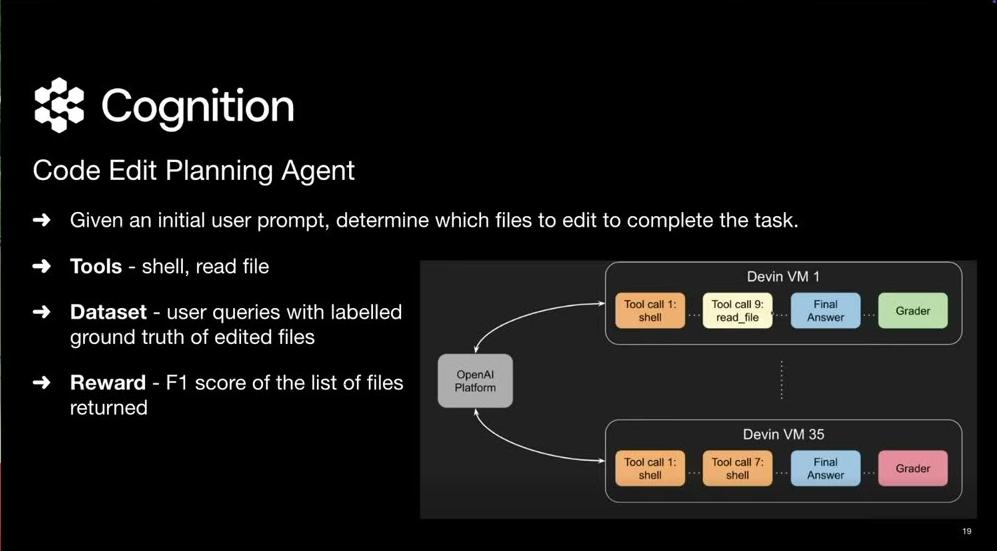 Cognition
Code Edit Planning Agent
➜ Given an initial user prompt, determine which files to edit to complete the task.
➜ Tools - shell, read file
➜ Dataset - user queries with labelled
ground truth of edited files
➜ Reward - F1 score of the list of files
returned
OpenAI
Platform
Devin VM 1
Tool call 1:
shell
Tool call 9:
read_file
Final
Answer
Grader
Devin VM 35
Tool call 1:
shell
Tool call 7:
shell
Final
Answer
Grader
19